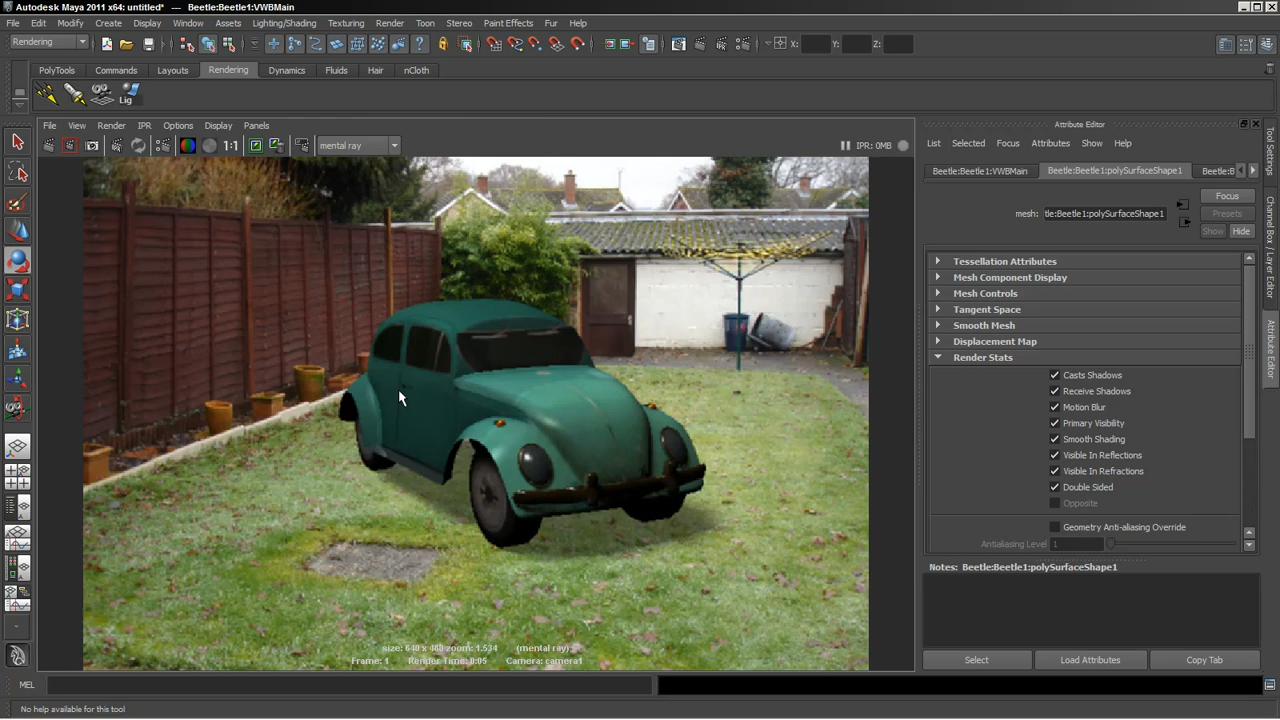 Autodesk Maya 2011 x64: untitled*   ---   Beetle:Beetle1:VWBMain
File Edit Modify Create Display Window Assets Lighting/Shading Texturing Render Toon Stereo Paint Effects Fur Help
Rendering
X: Y: Z:
PolyTools Commands Layouts Rendering Dynamics Fluids Hair nCloth
Lig
File View Render IPR Options Display Panels
1:1 mental ray IPR: 0MB
size: 640 x 480 zoom: 1.534 (mental ray)
Frame: 1 Render Time: 0:05 Camera: camera1
Attribute Editor
List Selected Focus Attributes Show Help
Beetle:Beetle1:VWBMain Beetle:Beetle1:polySurfaceShape1 Beetle:B
Focus
mesh: tle:Beetle1:polySurfaceShape1
Presets
Show Hide
Tessellation Attributes
Mesh Component Display
Mesh Controls
Tangent Space
Smooth Mesh
Displacement Map
Render Stats
Casts Shadows
Receive Shadows
Motion Blur
Primary Visibility
Smooth Shading
Visible In Reflections
Visible In Refractions
Double Sided
Opposite
Geometry Anti-aliasing Override
Antialiasing Level 1
Notes: Beetle:Beetle1:polySurfaceShape1
Select Load Attributes Copy Tab
Tool Settings
Channel Box / Layer Editor
Attribute Editor
MEL
No help available for this tool